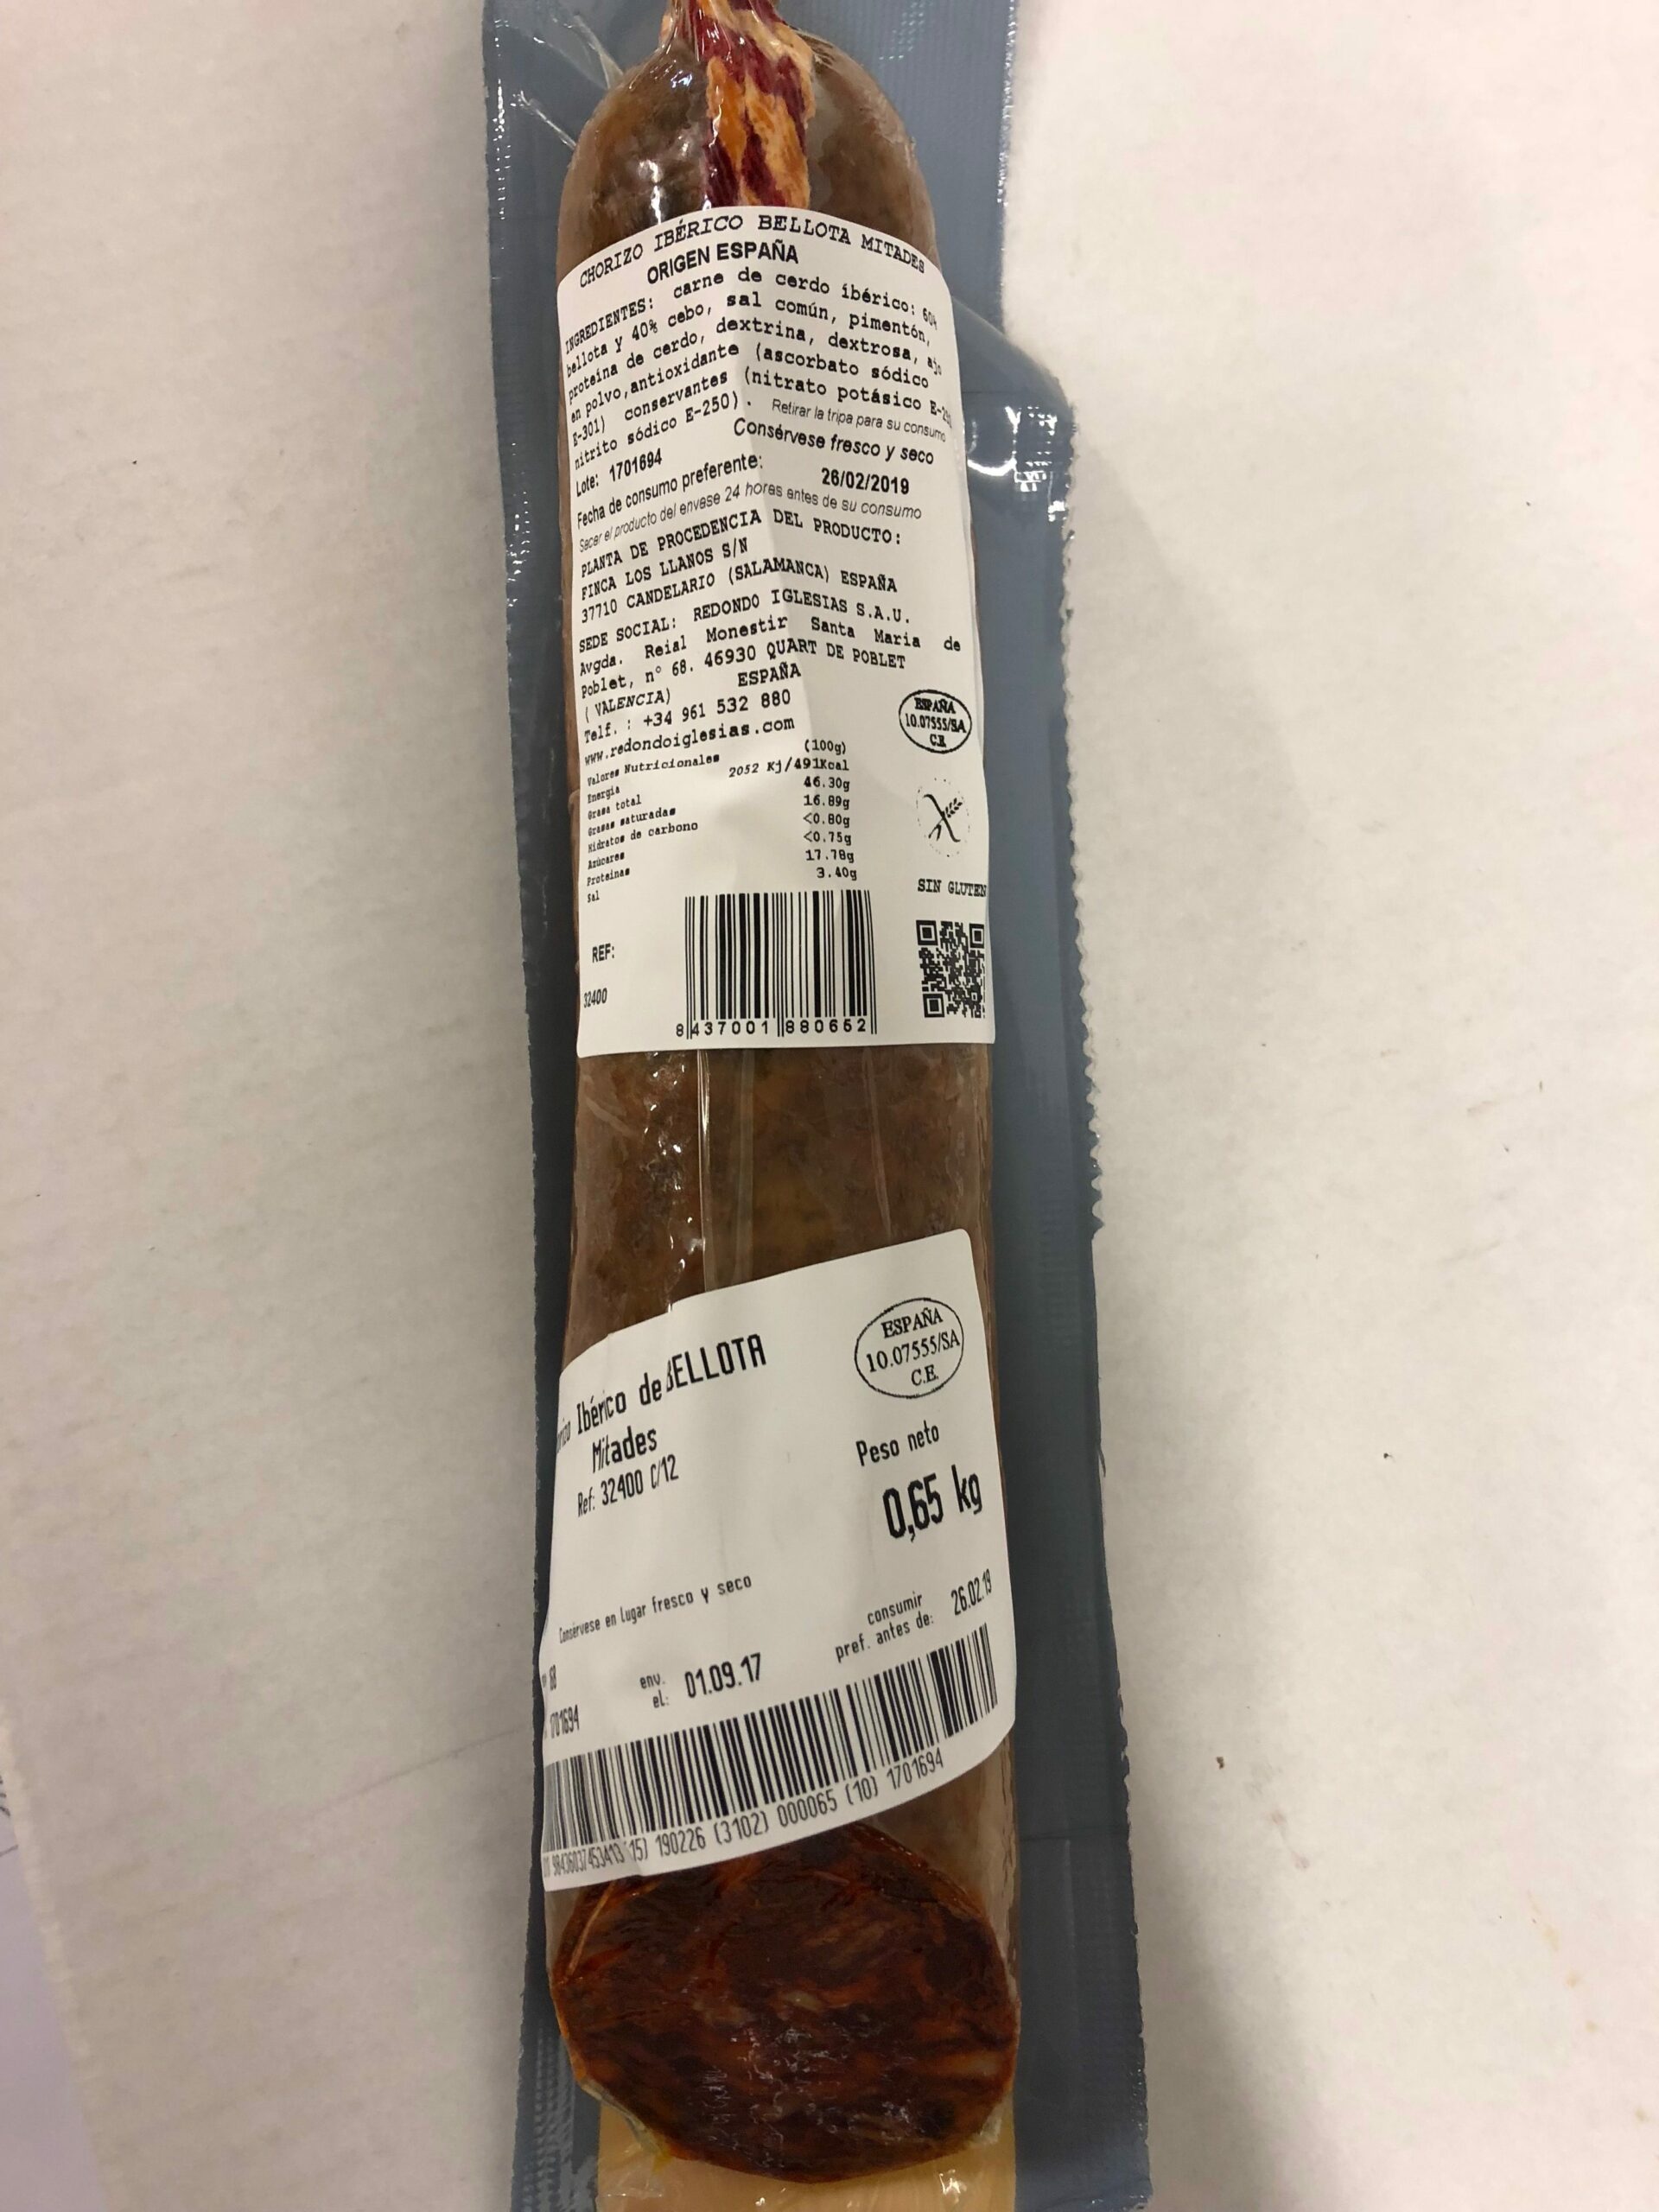 CHORIZO IBÉRICO BELLOTA MITADES
ORIGEN ESPAÑA
INGREDIENTES: carne de cerdo ibérico: 60%
bellota y 40% cebo, sal común, pimentón,
proteína de cerdo, dextrina, dextrosa, ajo
en polvo, antioxidante (ascorbato sódico
E-301) conservantes (nitrato potásico
nitrito sódico E-250).
Retirar la tripa para su consumo
Consérvese fresco y seco
Lote: 1701694
Fecha de consumo preferente: 26/02/2019
Sacar el producto del envase 24 horas antes de su consumo
PLANTA DE PROCEDENCIA DEL PRODUCTO:
FINCA LOS LLANOS S/N
37710 CANDELARIO (SALAMANCA) ESPAÑA
SEDE SOCIAL: REDONDO IGLESIAS S.A.U.
Avgda. Reial Monestir Santa Maria de
Poblet, nº 68. 46930 QUART DE POBLET
( VALENCIA) ESPAÑA
Telf. : +34 961 532 880
www.redondoiglesias.com
ESPAÑA
10.07555/SA
C.E
Valores Nutricionales (100g)
Energia 2052 Kj/491Kcal
Grasa total 46.30g
Grasas saturadas 16.89g
Hidratos de carbono <0.80g
Azúcares <0.75g
Proteinas 17.78g
Sal 3.40g
SIN GLUTEN
REF:
32400
8 437001 880652
Ibérico de BELLOTA
Mitades
Ref: 32400 C/12
ESPAÑA
10.07555/SA
C.E.
Peso neto
0,65 kg
Consérvese en lugar fresco y seco
68
1701694
env.
el: 01.09.17
consumir
pref. antes de: 26.02.19
98436037453413 (15) 190226 (3102) 000065 (10) 1701694